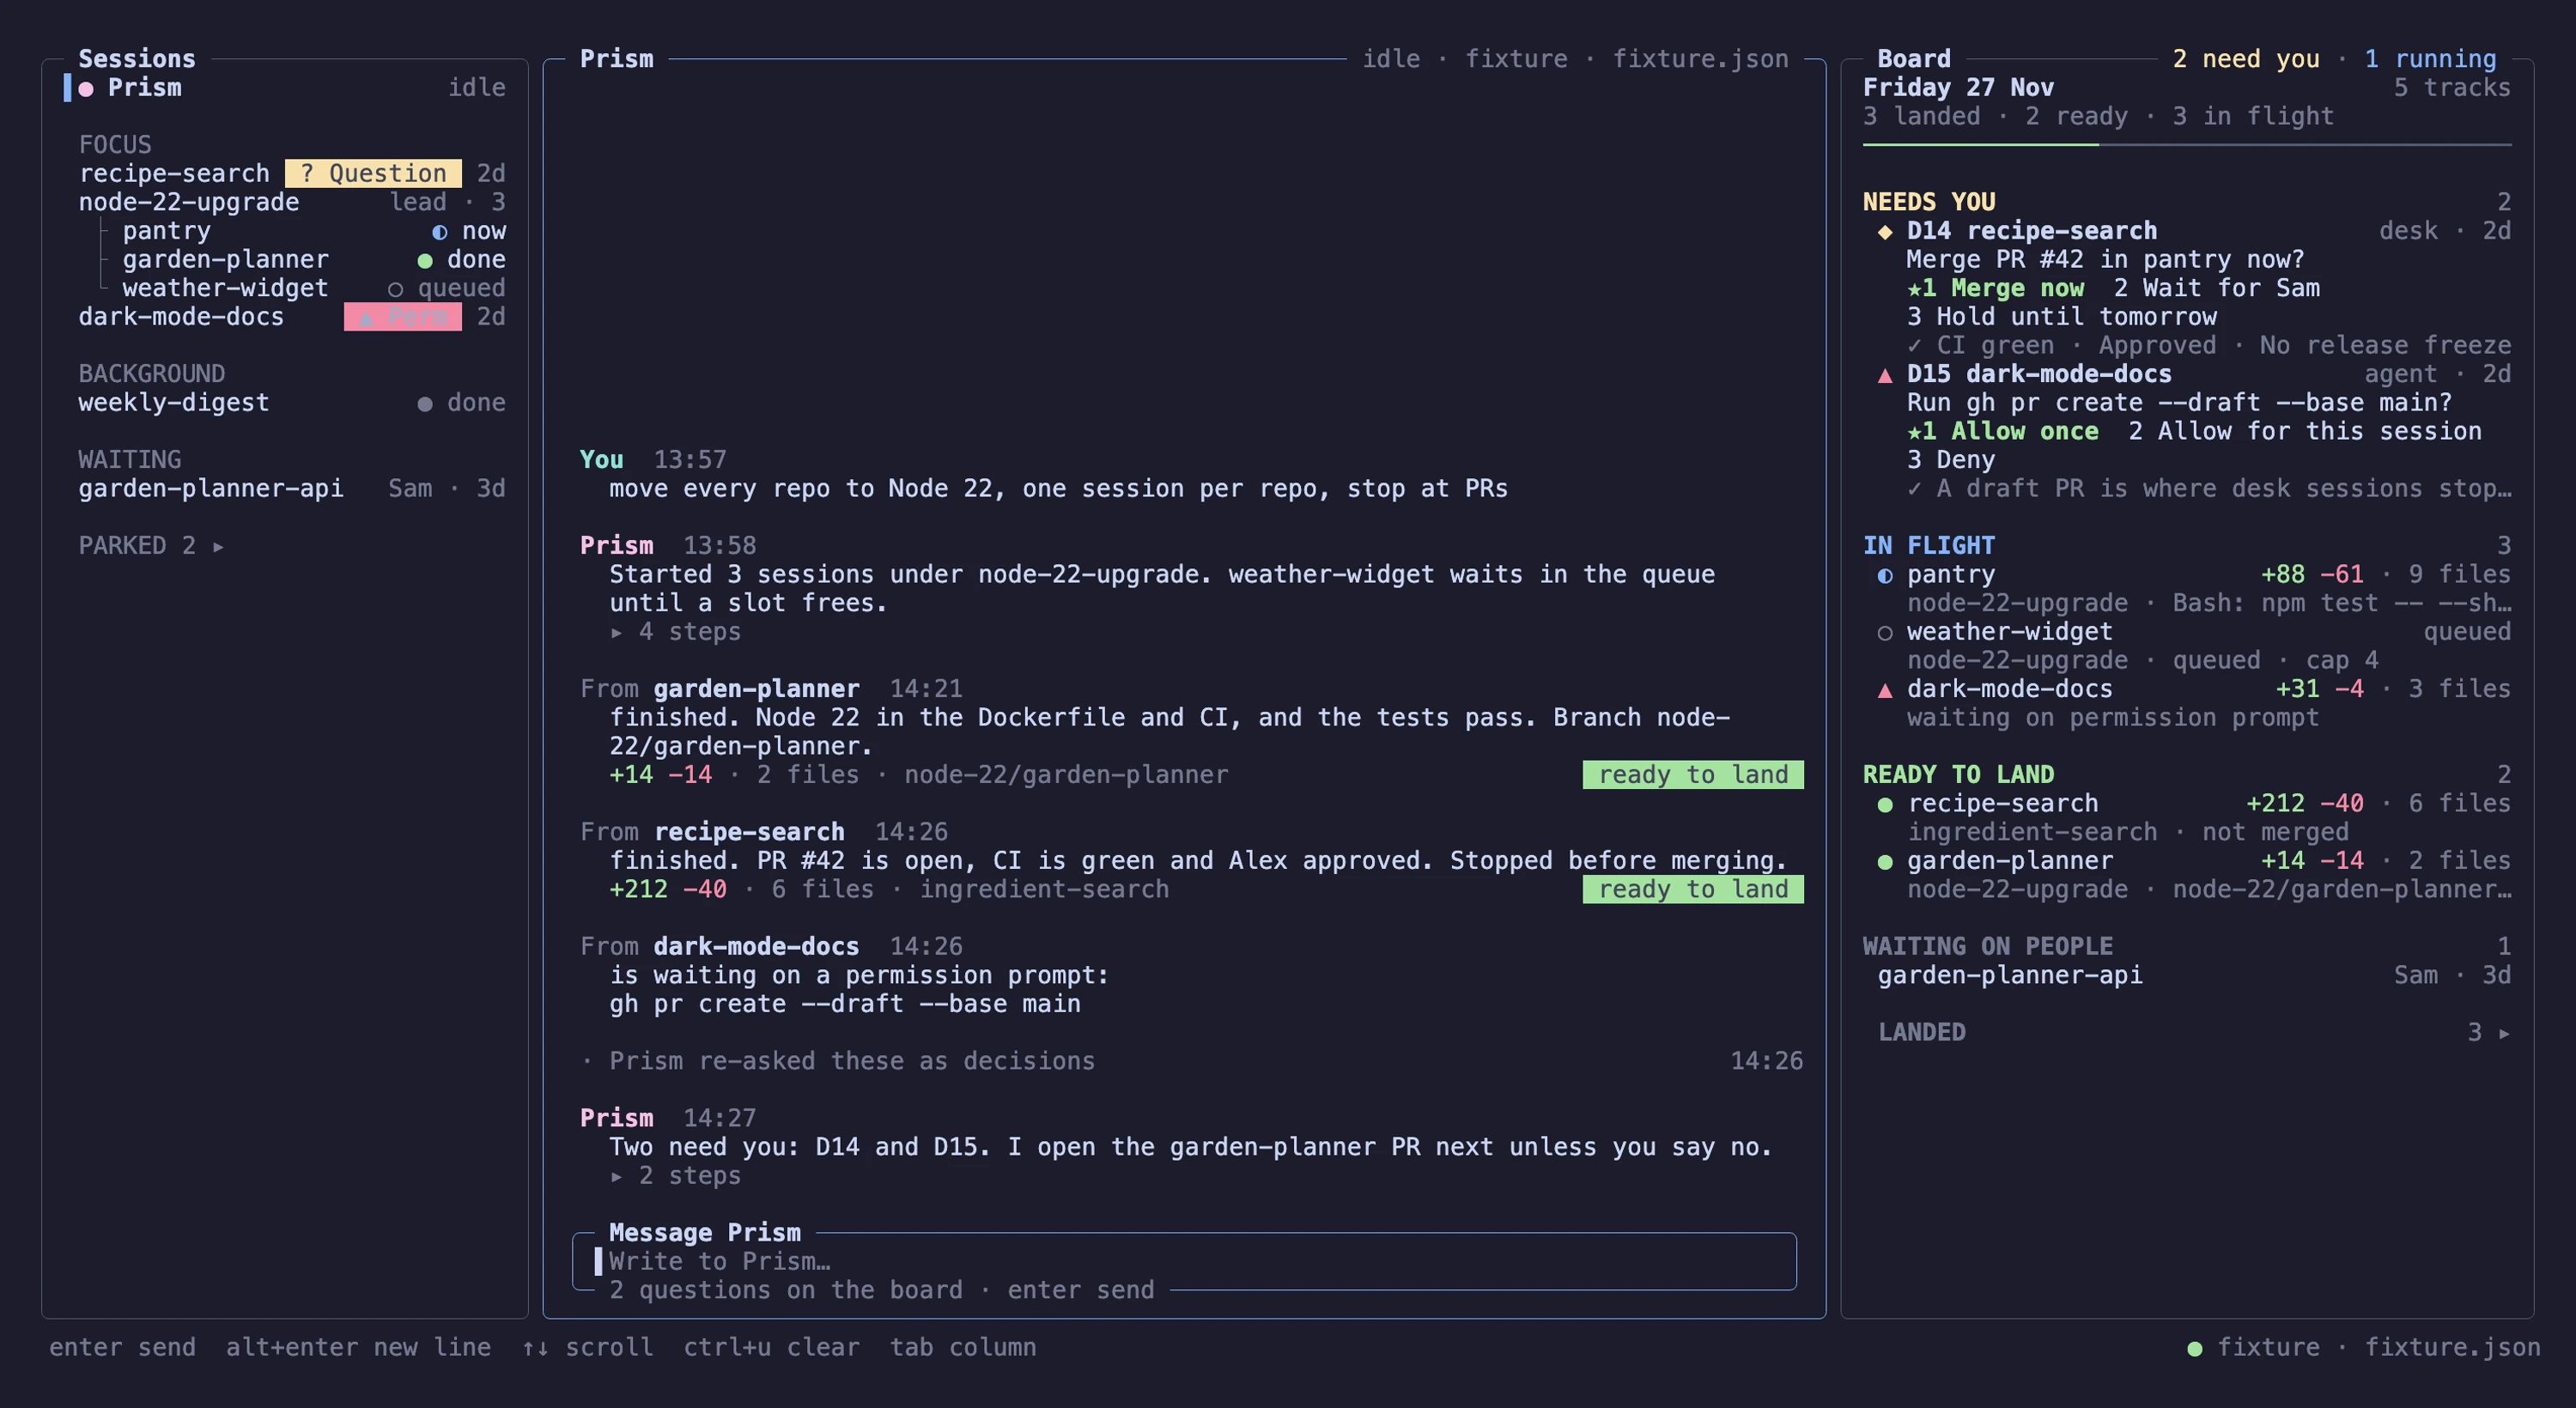 Sessions
● Prism idle
FOCUS
recipe-search ? Question 2d
node-22-upgrade lead · 3
pantry ◐ now
garden-planner ● done
weather-widget ○ queued
dark-mode-docs ▲ Perm 2d
BACKGROUND
weekly-digest ● done
WAITING
garden-planner-api Sam · 3d
PARKED 2 ▸
Prism idle · fixture · fixture.json
You 13:57
move every repo to Node 22, one session per repo, stop at PRs
Prism 13:58
Started 3 sessions under node-22-upgrade. weather-widget waits in the queue
until a slot frees.
▸ 4 steps
From garden-planner 14:21
finished. Node 22 in the Dockerfile and CI, and the tests pass. Branch node-
22/garden-planner.
+14 -14 · 2 files · node-22/garden-planner ready to land
From recipe-search 14:26
finished. PR #42 is open, CI is green and Alex approved. Stopped before merging.
+212 -40 · 6 files · ingredient-search ready to land
From dark-mode-docs 14:26
is waiting on a permission prompt:
gh pr create --draft --base main
· Prism re-asked these as decisions 14:26
Prism 14:27
Two need you: D14 and D15. I open the garden-planner PR next unless you say no.
▸ 2 steps
Message Prism
Write to Prism…
2 questions on the board · enter send
Board 2 need you · 1 running
Friday 27 Nov 5 tracks
3 landed · 2 ready · 3 in flight
NEEDS YOU 2
◆ D14 recipe-search desk · 2d
Merge PR #42 in pantry now?
★1 Merge now 2 Wait for Sam
3 Hold until tomorrow
✓ CI green · Approved · No release freeze
▲ D15 dark-mode-docs agent · 2d
Run gh pr create --draft --base main?
★1 Allow once 2 Allow for this session
3 Deny
✓ A draft PR is where desk sessions stop…
IN FLIGHT 3
◐ pantry +88 -61 · 9 files
node-22-upgrade · Bash: npm test -- --sh…
○ weather-widget queued
node-22-upgrade · queued · cap 4
▲ dark-mode-docs +31 -4 · 3 files
waiting on permission prompt
READY TO LAND 2
● recipe-search +212 -40 · 6 files
ingredient-search · not merged
● garden-planner +14 -14 · 2 files
node-22-upgrade · node-22/garden-planner…
WAITING ON PEOPLE 1
garden-planner-api Sam · 3d
LANDED 3 ▸
enter send alt+enter new line ↑↓ scroll ctrl+u clear tab column
● fixture · fixture.json